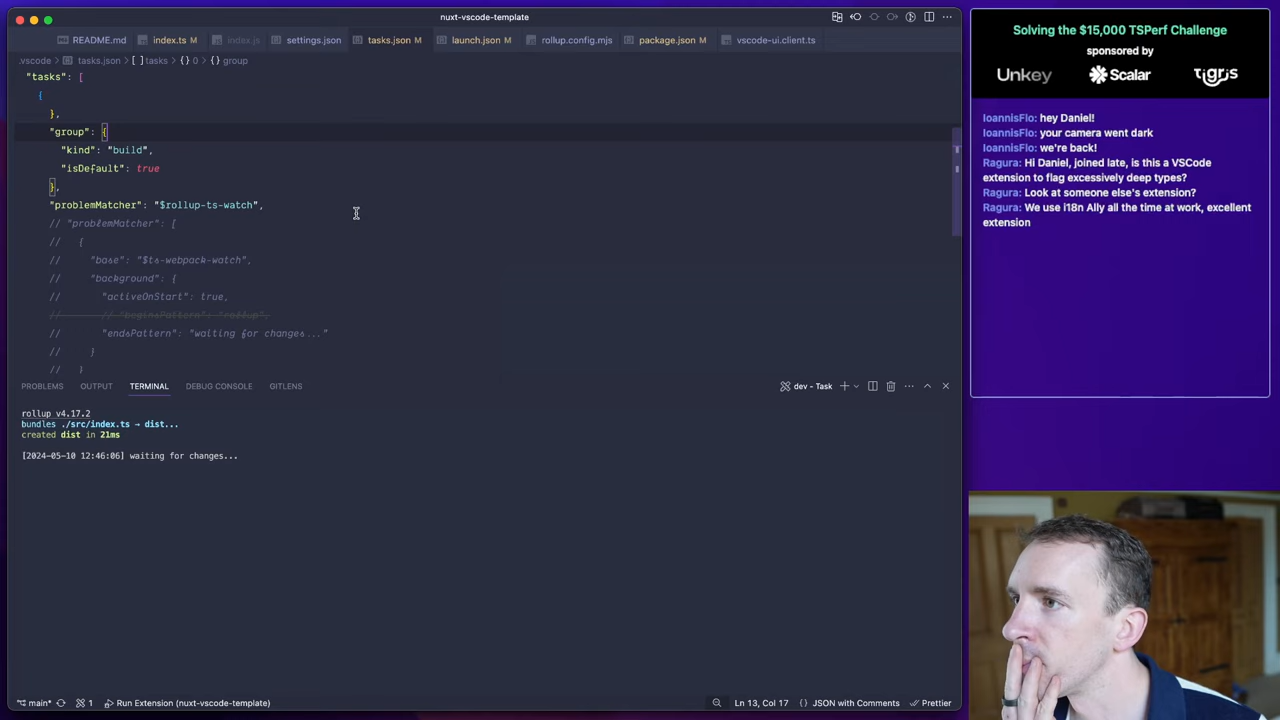 nuxt-vscode-template
README.md
index.ts M
index.js
settings.json
tasks.json M
launch.json M
rollup.config.mjs
package.json M
vscode-ui.client.ts
.vscode > tasks.json > [ ] tasks > {} 0 > {} group
"tasks": [
{
},
"group": {
"kind": "build",
"isDefault": true
},
"problemMatcher": "$rollup-ts-watch",
// "problemMatcher": [
// {
// "base": "$ts-webpack-watch",
// "background": {
// "activeOnStart": true,
// // "beginsPattern": "rollup",
// "endsPattern": "waiting for changes..."
// }
// }
PROBLEMS OUTPUT TERMINAL DEBUG CONSOLE GITLENS
dev - Task
rollup v4.17.2
bundles ./src/index.ts → dist...
created dist in 21ms
[2024-05-10 12:46:06] waiting for changes...
main* 1 Run Extension (nuxt-vscode-template)
Ln 13, Col 17 {} JSON with Comments Prettier
Solving the $15,000 TSPerf Challenge
sponsored by
Unkey Scalar tigris
IoannisFlo: hey Daniel!
IoannisFlo: your camera went dark
IoannisFlo: we're back!
Ragura: Hi Daniel, joined late, is this a VSCode
extension to flag excessively deep types?
Ragura: Look at someone else's extension?
Ragura: We use i18n Ally all the time at work, excellent
extension